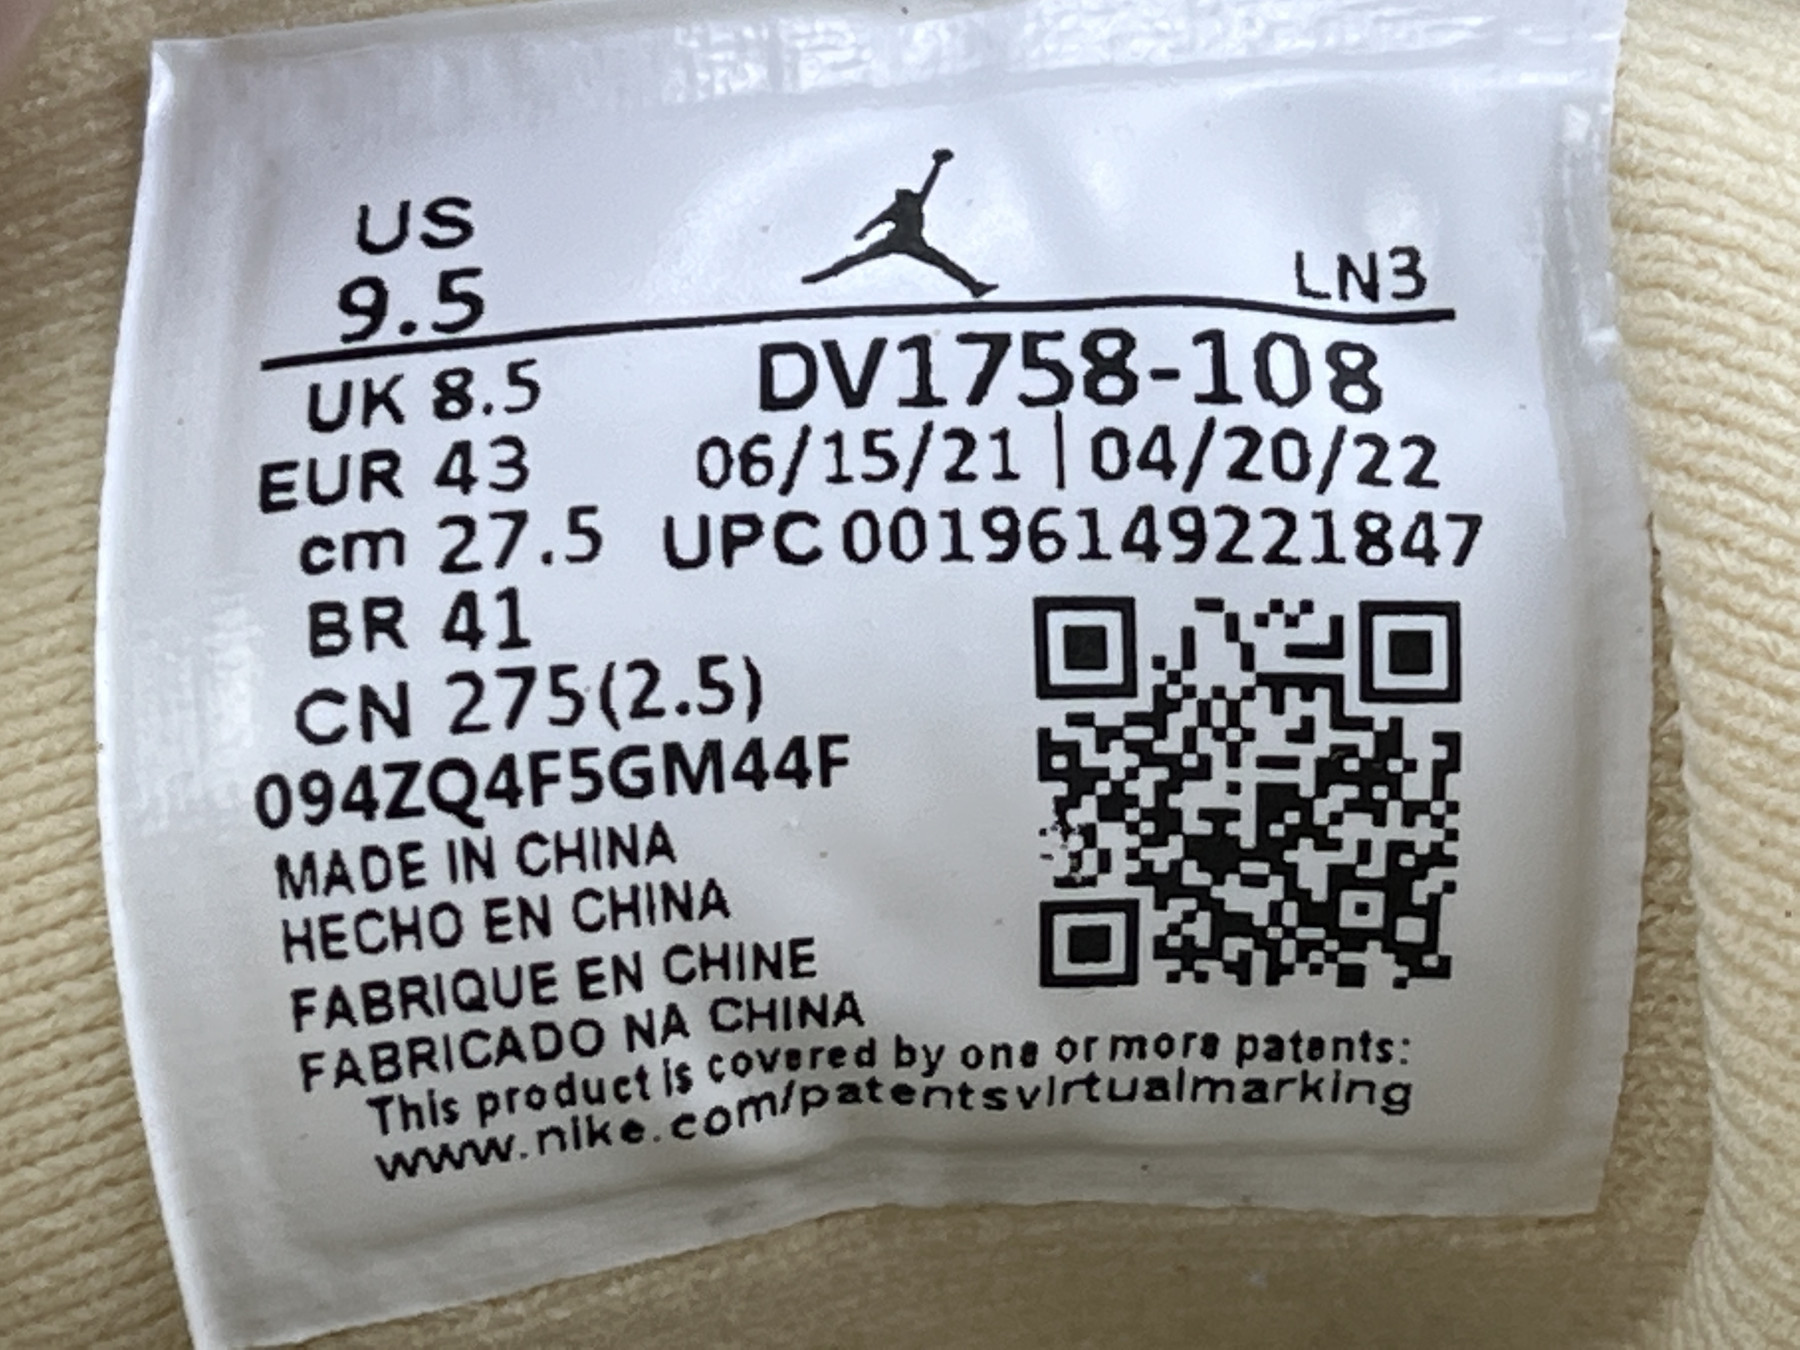 US
9.5
LN3
UK 8.5
DV1758-108
EUR 43
06/15/21 | 04/20/22
cm 27.5
UPC 00196149221847
BR 41
CN 275(2.5)
094ZQ4F5GM44F
MADE IN CHINA
HECHO EN CHINA
FABRIQUE EN CHINE
FABRICADO NA CHINA
This product is covered by one or more patents:
www.nike.com/patentsvirtualmarking